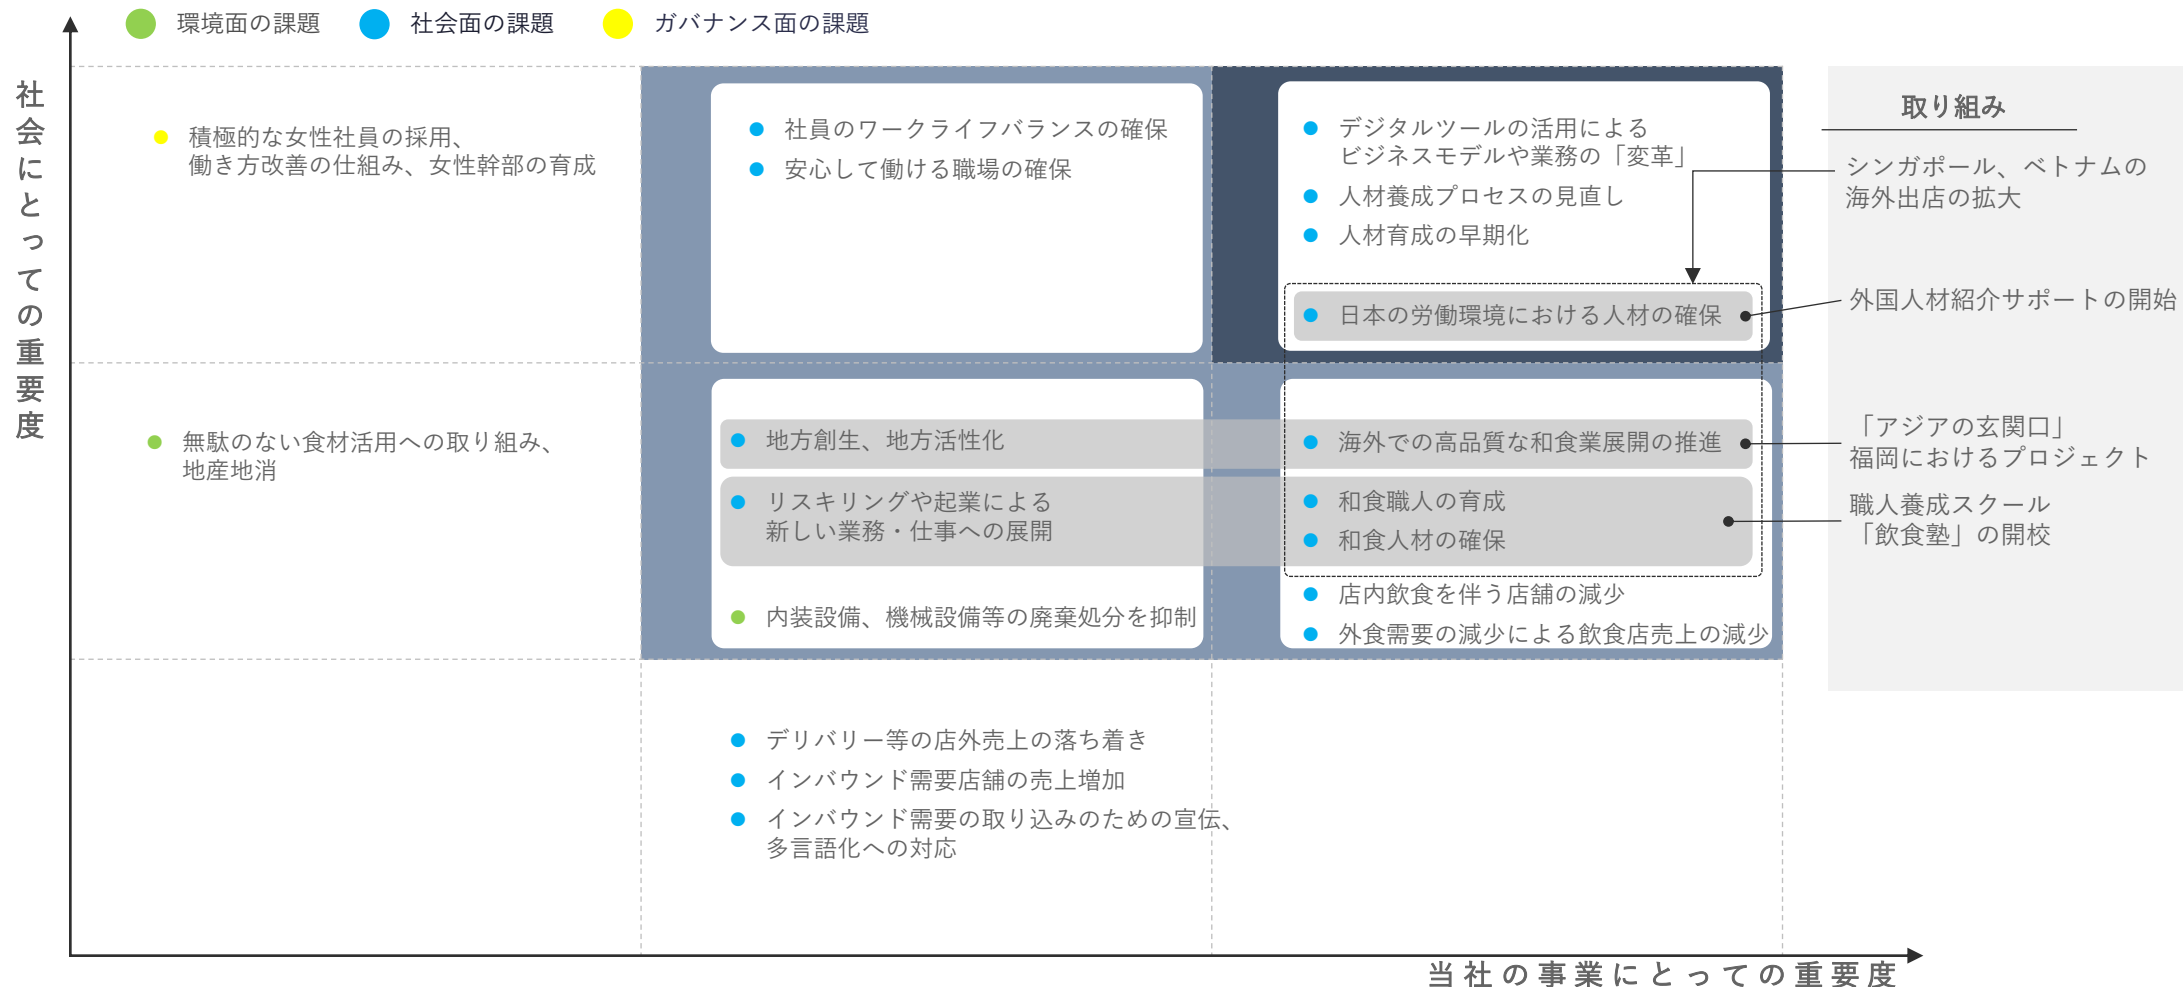 環境面の課題
社会面の課題
ガバナンス面の課題
社会にとっての重要度
積極的な女性社員の採用、
働き方改善の仕組み、女性幹部の育成
社員のワークライフバランスの確保
安心して働ける職場の確保
デジタルツールの活用による
ビジネスモデルや業務の「変革」
人材養成プロセスの見直し
人材育成の早期化
日本の労働環境における人材の確保
無駄のない食材活用への取り組み、
地産地消
地方創生、地方活性化
リスキリングや起業による
新しい業務・仕事への展開
内装設備、機械設備等の廃棄処分を抑制
海外での高品質な和食業展開の推進
和食職人の育成
和食人材の確保
店内飲食を伴う店舗の減少
外食需要の減少による飲食店売上の減少
デリバリー等の店外売上の落ち着き
インバウンド需要店舗の売上増加
インバウンド需要の取り込みのための宣伝、
多言語化への対応
当社の事業にとっての重要度
取り組み
シンガポール、ベトナムの
海外出店の拡大
外国人材紹介サポートの開始
「アジアの玄関口」
福岡におけるプロジェクト
職人養成スクール
「飲食塾」の開校